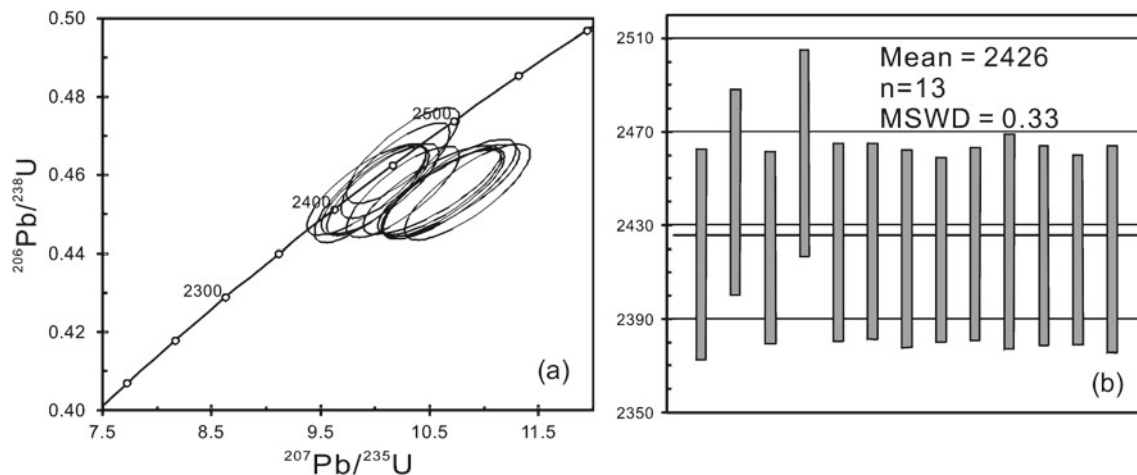 0.50
0.48
0.46
0.44
0.42
0.40
²⁰⁶Pb/²³⁸U
2500
2400
2300
(a)
7.5 8.5 9.5 10.5 11.5
²⁰⁷Pb/²³⁵U
2510
2470
2430
2390
2350
Mean = 2426
n=13
MSWD = 0.33
(b)